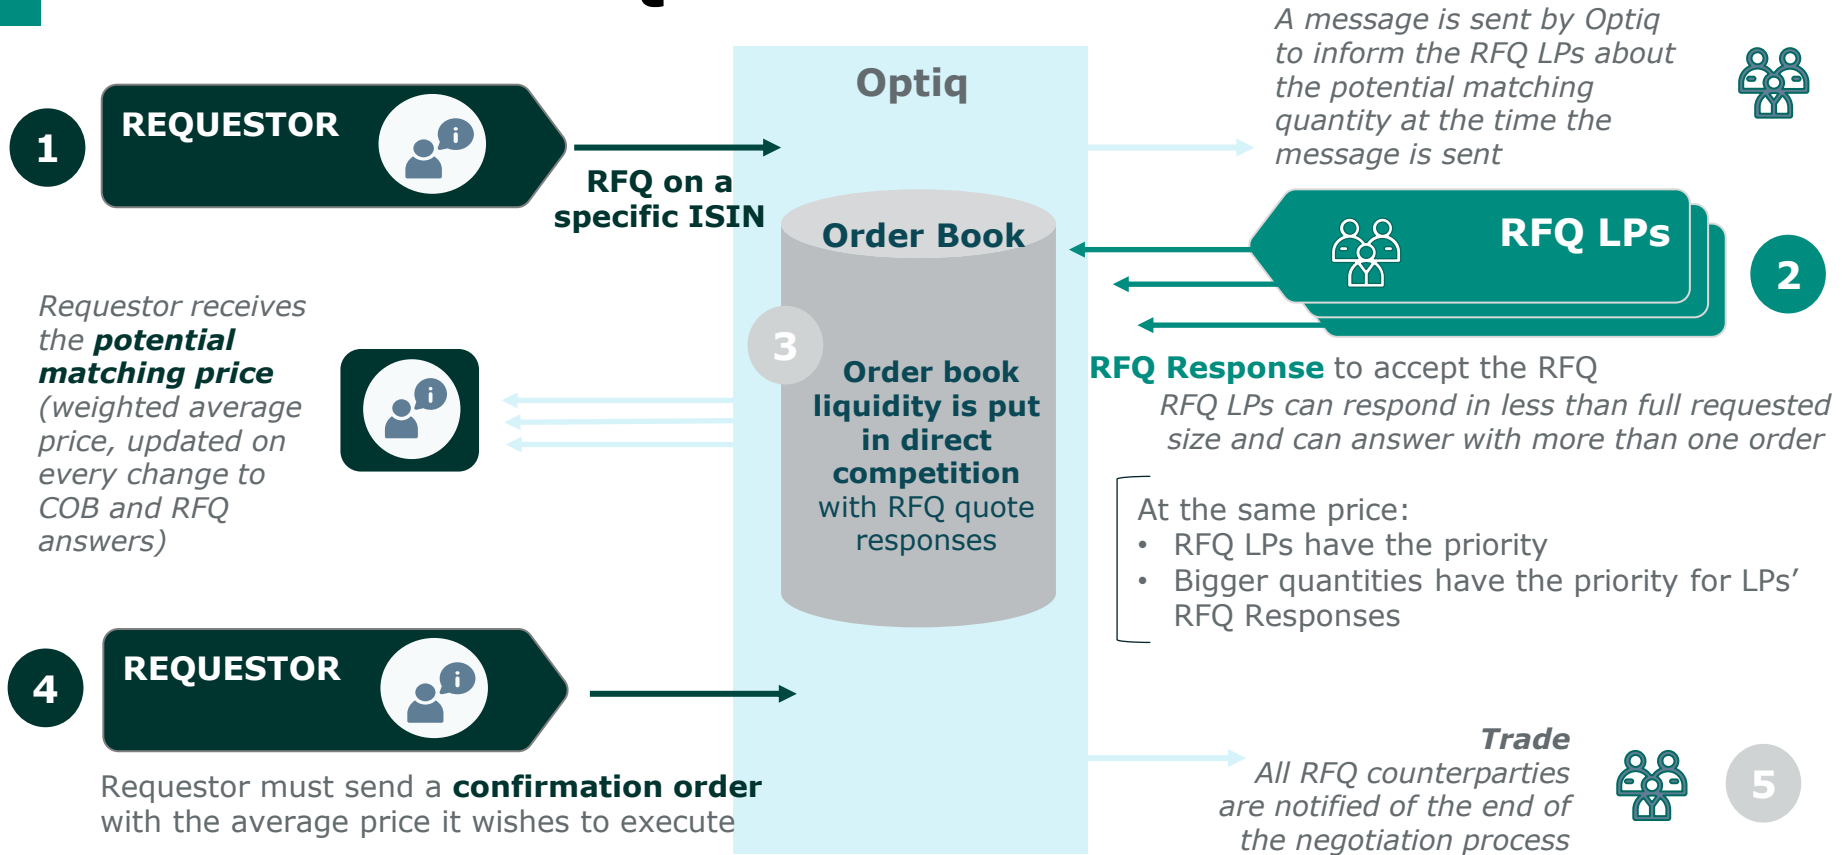 Optiq
A message is sent by Optiq
to inform the RFQ LPs about
the potential matching
quantity at the time the
message is sent
1
REQUESTOR
RFQ on a
specific ISIN
Order Book
RFQ LPs
2
RFQ Response to accept the RFQ
RFQ LPs can respond in less than full requested
size and can answer with more than one order
Requestor receives
the potential
matching price
(weighted average
price, updated on
every change to
COB and RFQ
answers)
3
Order book
liquidity is put
in direct
competition
with RFQ quote
responses
At the same price:
• RFQ LPs have the priority
• Bigger quantities have the priority for LPs’
RFQ Responses
4
REQUESTOR
Requestor must send a confirmation order
with the average price it wishes to execute
Trade
All RFQ counterparties
are notified of the end of
the negotiation process
5